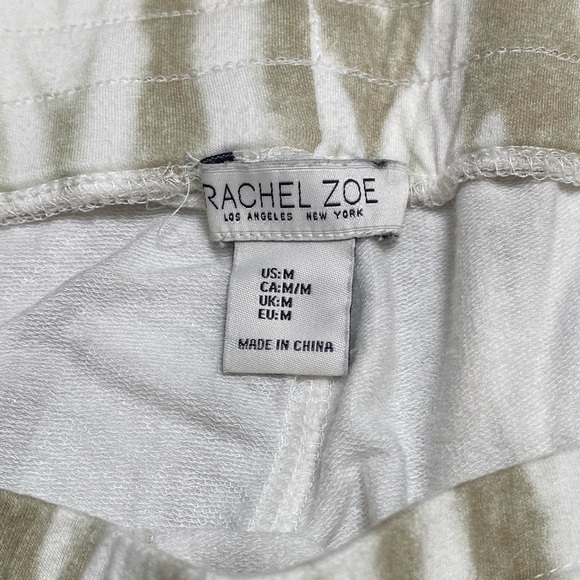 RACHEL ZOE
LOS ANGELES NEW YORK
US:M
CA:M/M
UK:M
EU:M
MADE IN CHINA